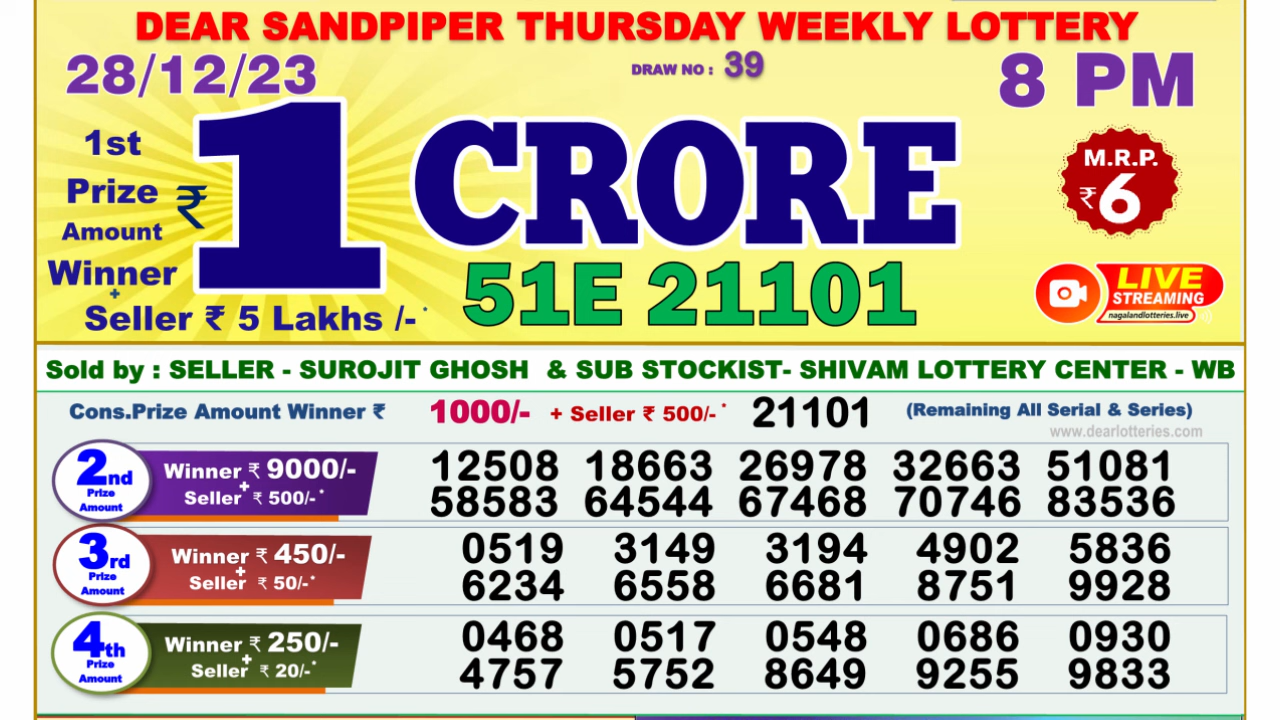 DEAR SANDPIPER THURSDAY WEEKLY LOTTERY
28/12/23
DRAW NO : 39
8 PM
1st
Prize
Amount
Winner
+
Seller ₹ 5 Lakhs /-*
₹ 1 CRORE
51E 21101
M.R.P.
₹6
LIVE
STREAMING
nagalandlotteries.live
Sold by : SELLER - SUROJIT GHOSH & SUB STOCKIST- SHIVAM LOTTERY CENTER - WB
Cons.Prize Amount Winner ₹ 1000/- + Seller ₹ 500/-* 21101 (Remaining All Serial & Series)
www.dearlotteries.com
2nd
Prize
Amount
Winner ₹ 9000/-
+
Seller ₹ 500/-*
12508 18663 26978 32663 51081
58583 64544 67468 70746 83536
3rd
Prize
Amount
Winner ₹ 450/-
+
Seller ₹ 50/-*
0519 3149 3194 4902 5836
6234 6558 6681 8751 9928
4th
Prize
Amount
Winner ₹ 250/-
+
Seller ₹ 20/-*
0468 0517 0548 0686 0930
4757 5752 8649 9255 9833